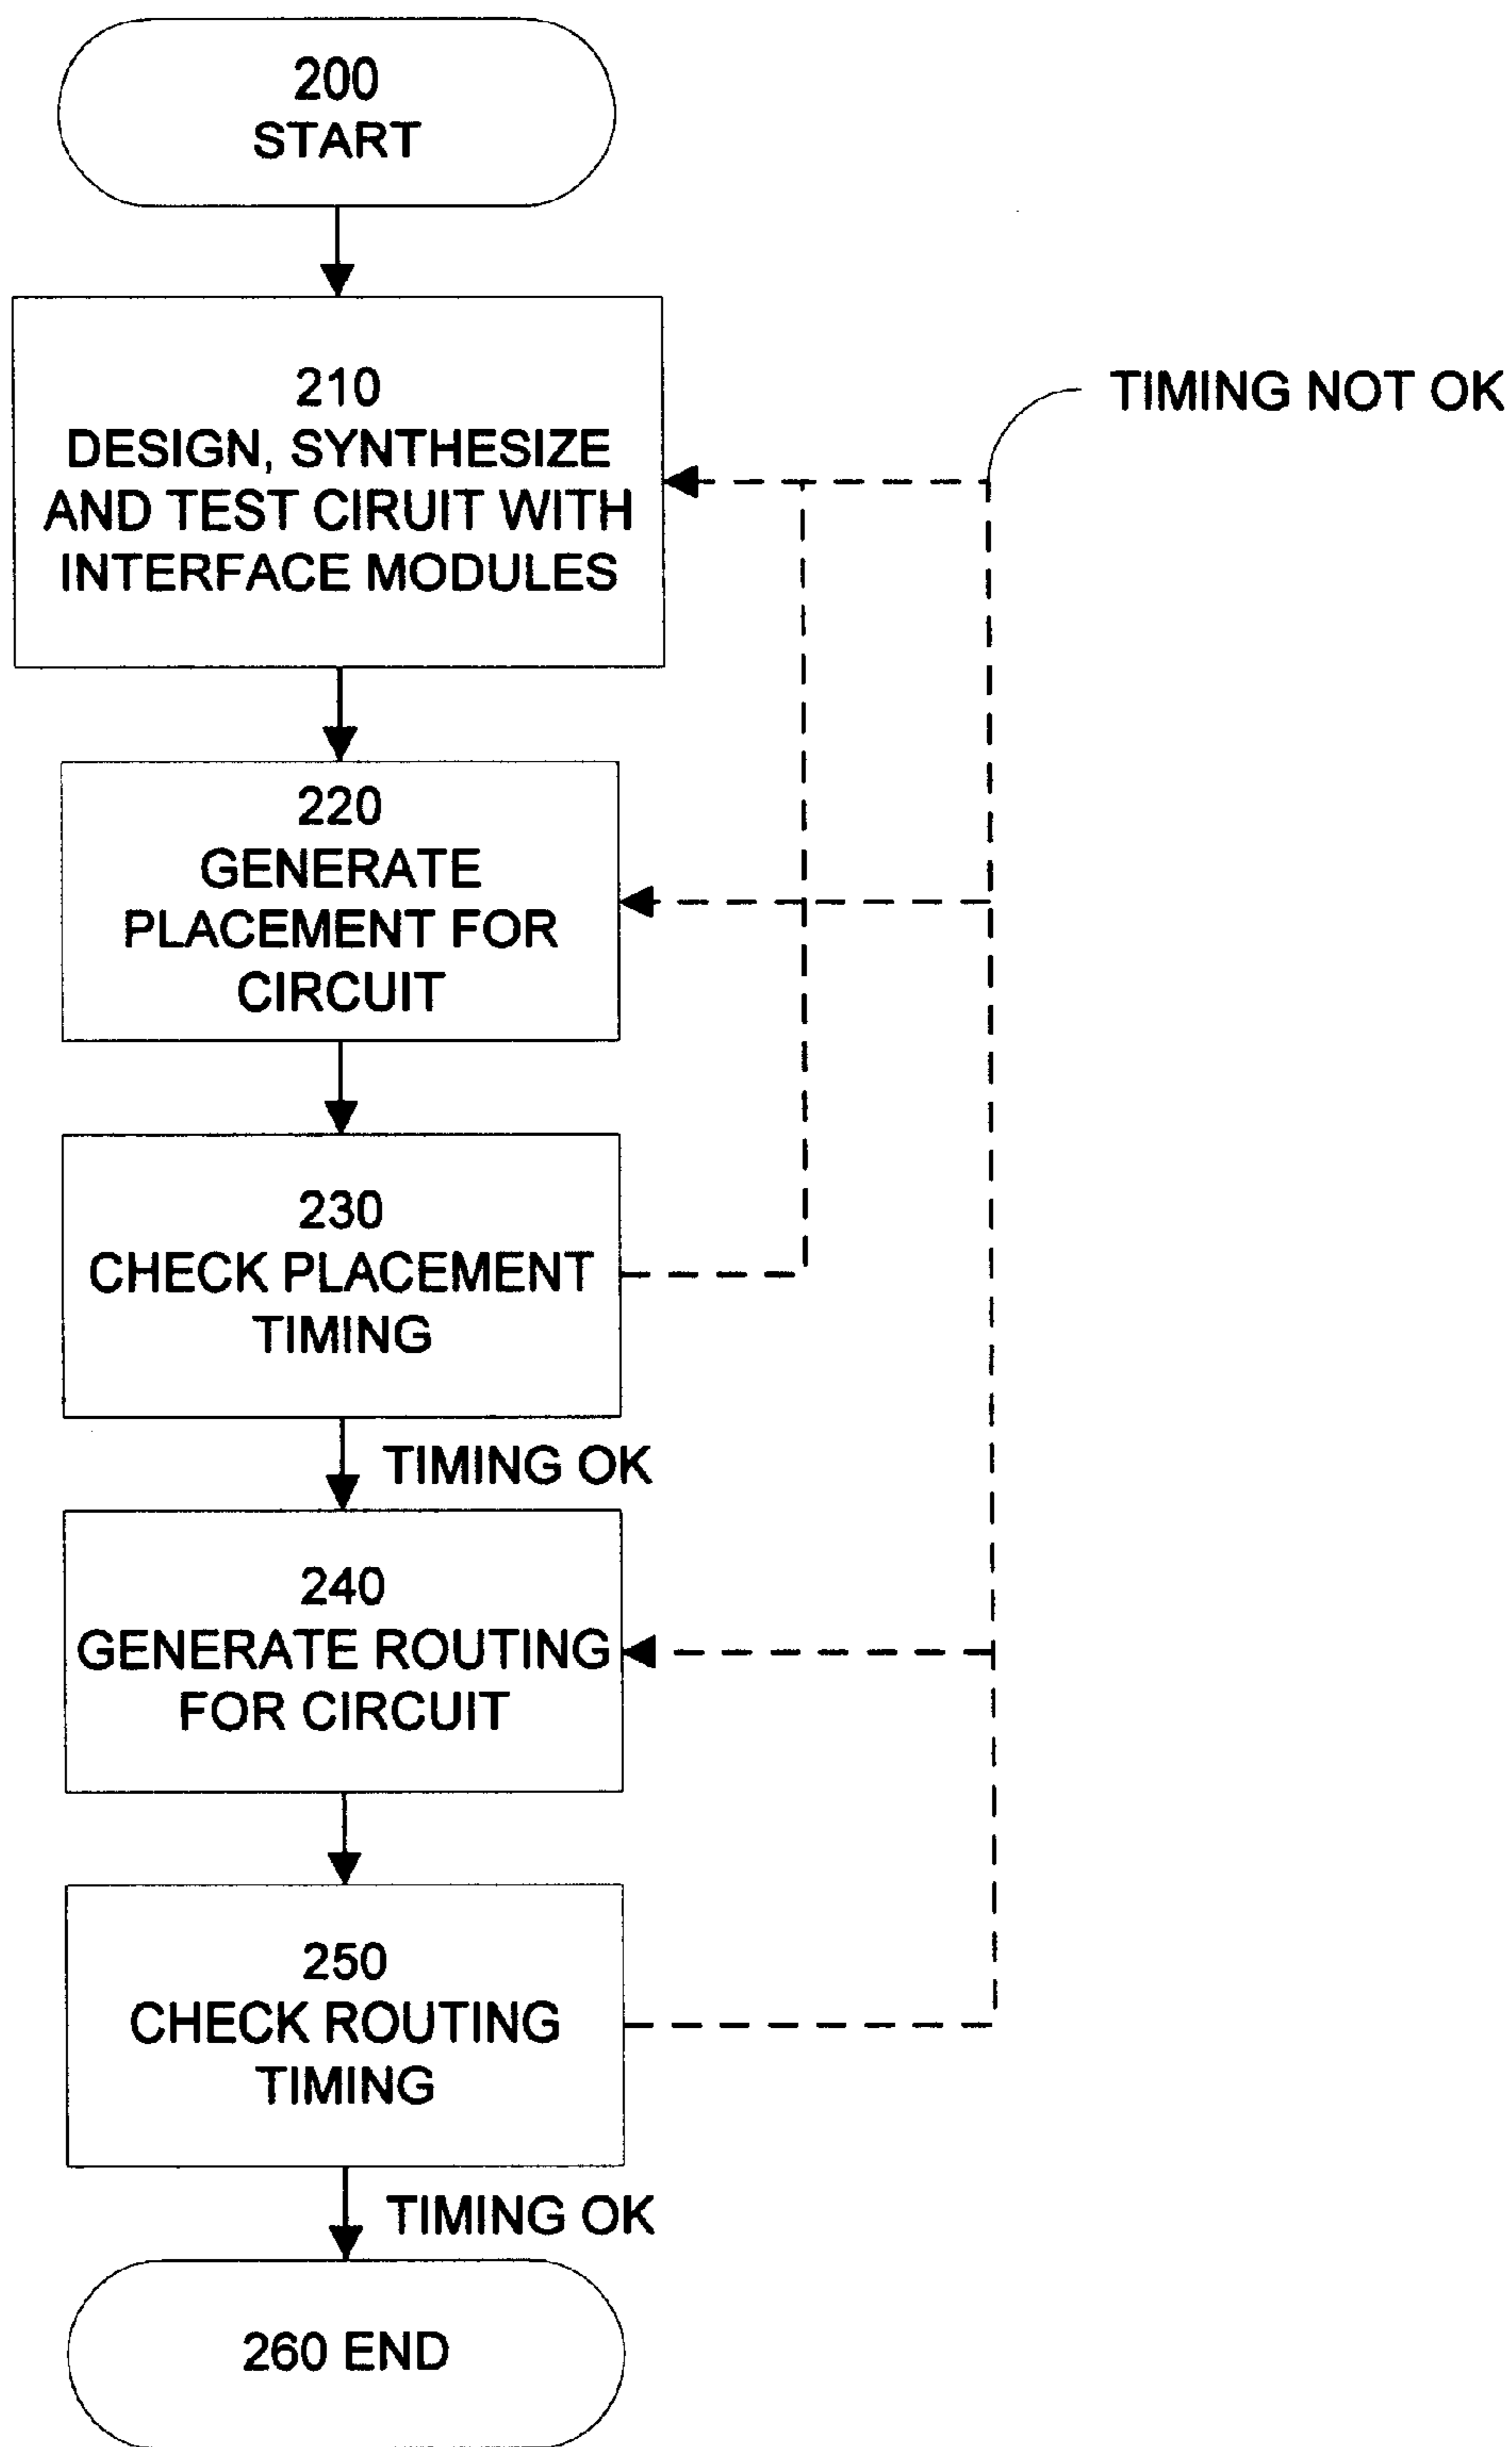 200
START
210
DESIGN, SYNTHESIZE
AND TEST CIRUIT WITH
INTERFACE MODULES
TIMING NOT OK
220
GENERATE
PLACEMENT FOR
CIRCUIT
230
CHECK PLACEMENT
TIMING
TIMING OK
240
GENERATE ROUTING
FOR CIRCUIT
250
CHECK ROUTING
TIMING
TIMING OK
260 END